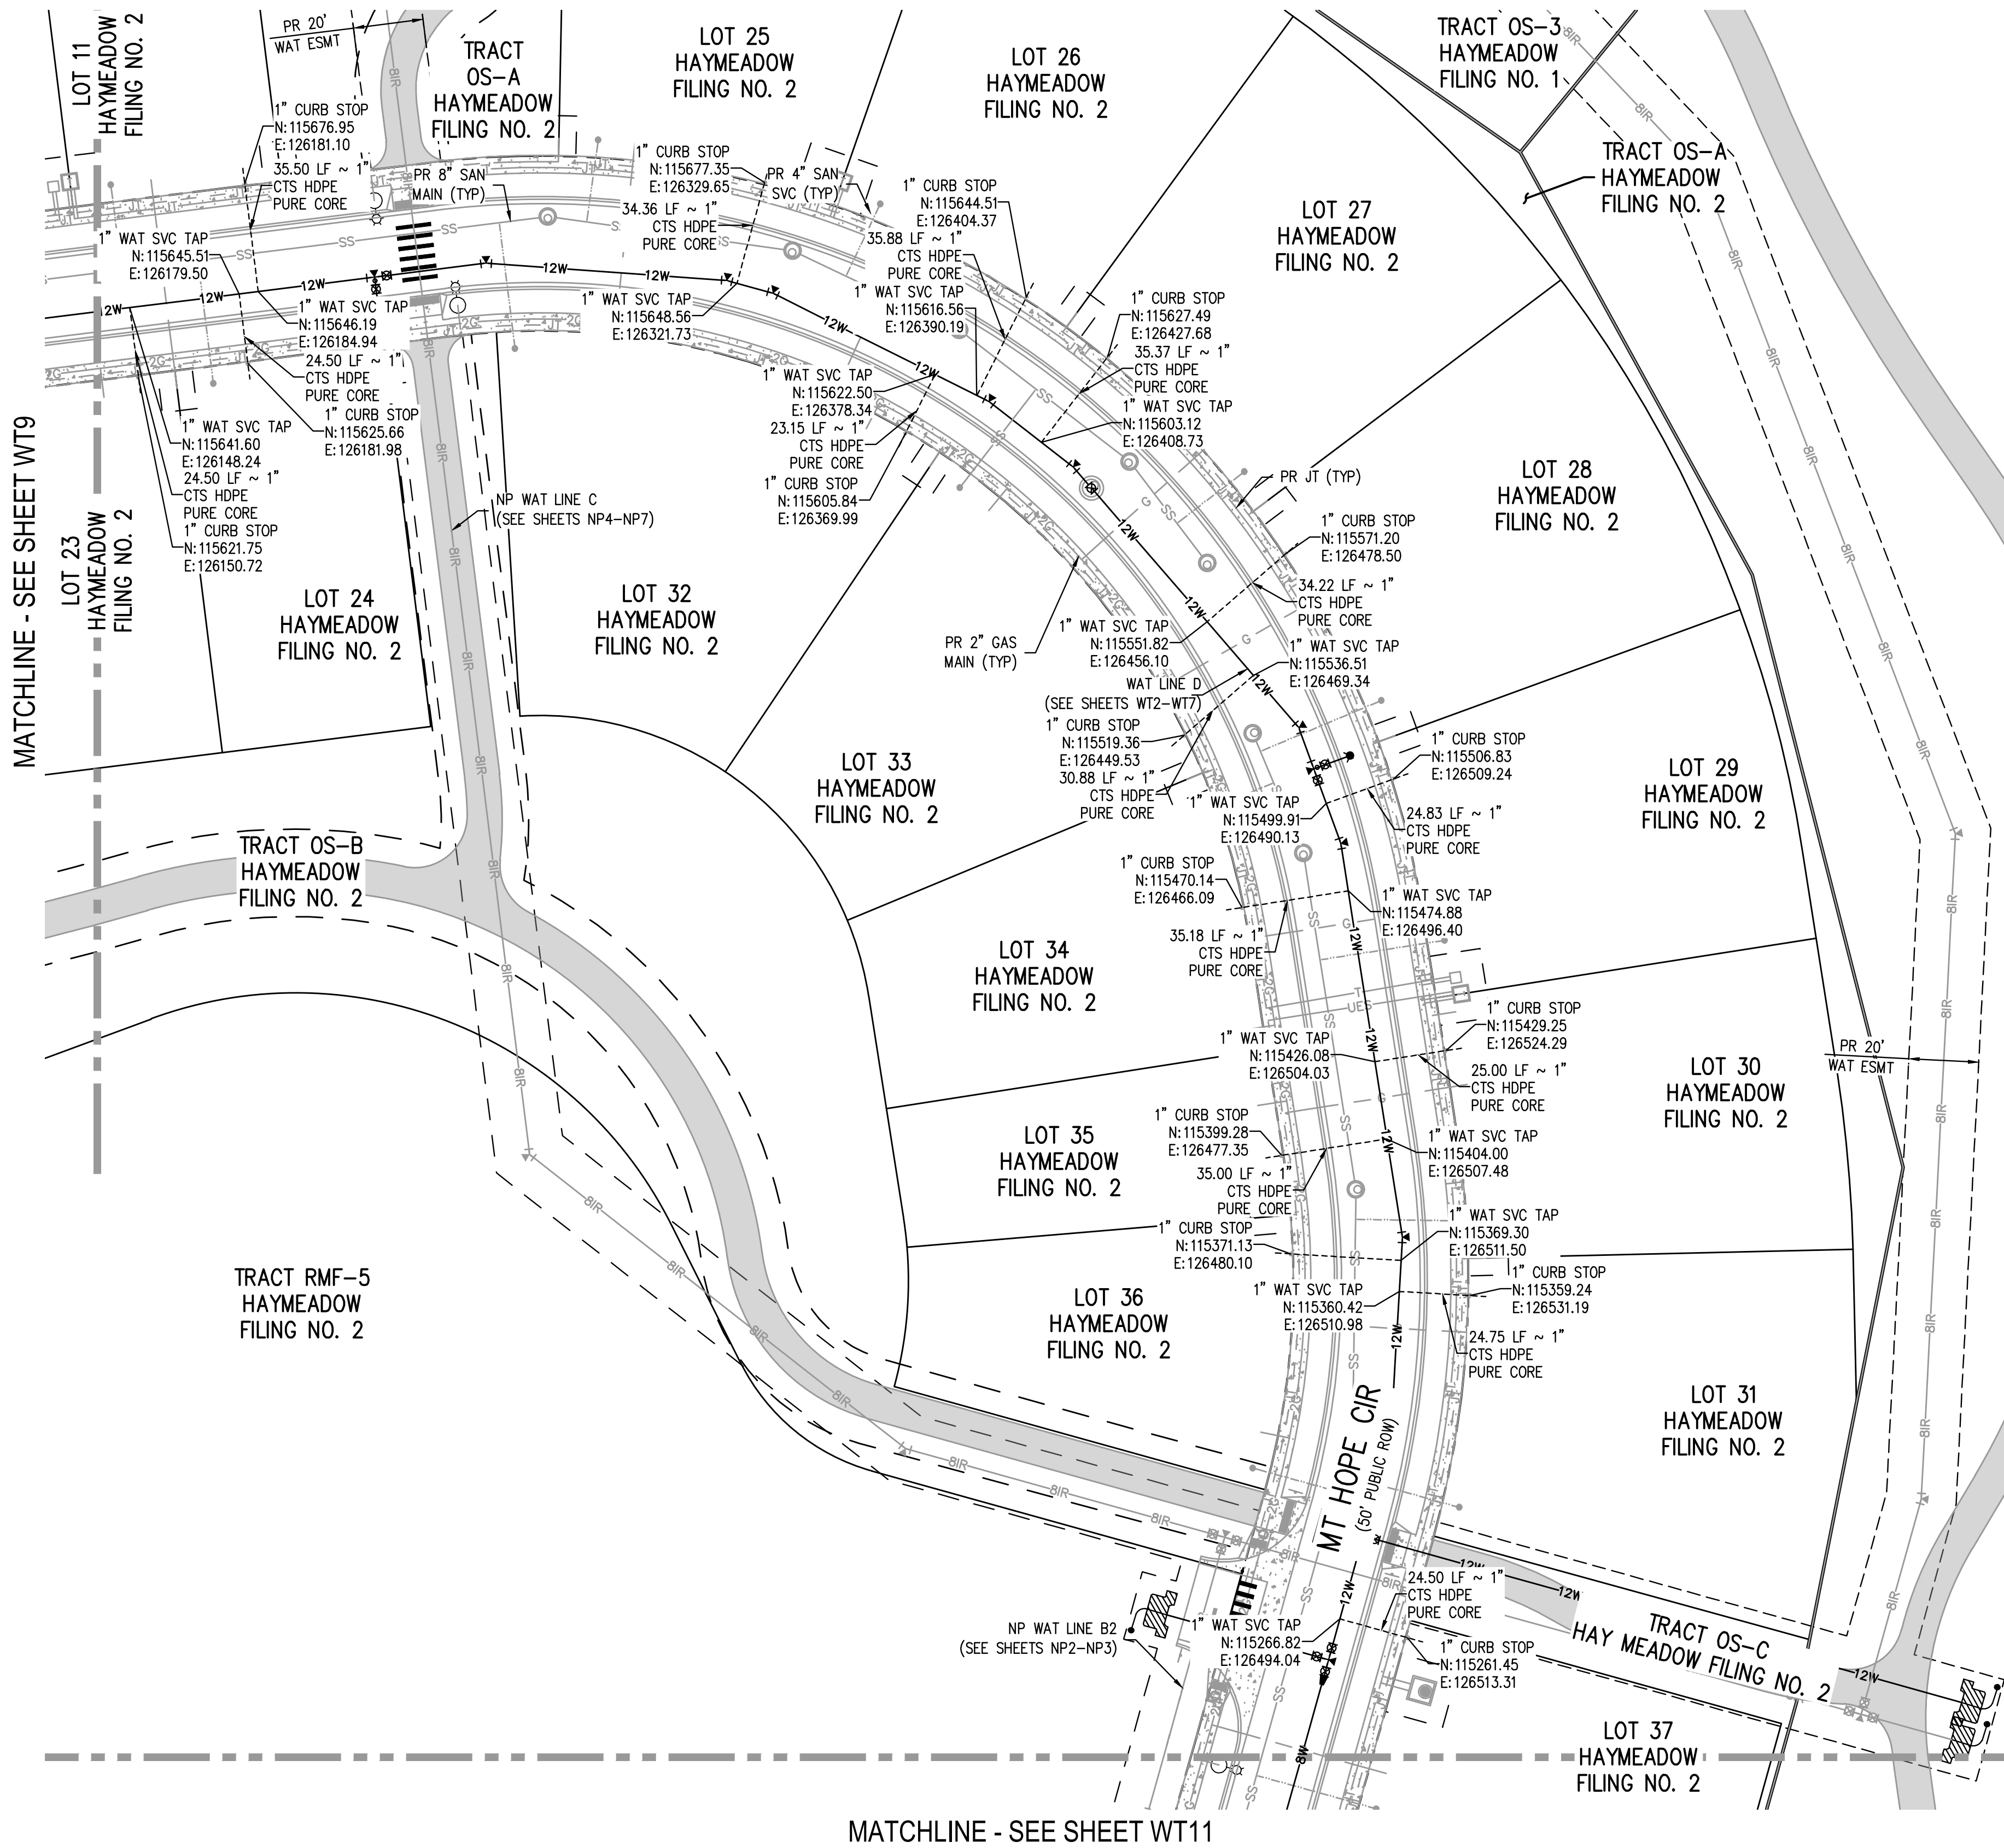 PR 20'
WAT ESMT
LOT 11
HAYMEADOW
FILING NO. 2
TRACT
OS-A
HAYMEADOW
FILING NO. 2
LOT 25
HAYMEADOW
FILING NO. 2
LOT 26
HAYMEADOW
FILING NO. 2
TRACT OS-3
HAYMEADOW
FILING NO. 1
TRACT OS-A
HAYMEADOW
FILING NO. 2
1" CURB STOP
N:115676.95
E:126181.10
35.50 LF ~ 1"
CTS HDPE
PURE CORE
PR 8" SAN
MAIN (TYP)
1" CURB STOP
N:115677.35
E:126329.65
34.36 LF ~ 1"
CTS HDPE
PURE CORE
PR 4" SAN
SVC (TYP)
1" CURB STOP
N:115644.51
E:126404.37
35.88 LF ~ 1"
CTS HDPE
PURE CORE
1" WAT SVC TAP
N:115616.56
E:126390.19
LOT 27
HAYMEADOW
FILING NO. 2
1" WAT SVC TAP
N:115645.51
E:126179.50
1" WAT SVC TAP
N:115646.19
E:126184.94
24.50 LF ~ 1"
CTS HDPE
PURE CORE
1" CURB STOP
N:115625.66
E:126181.98
1" WAT SVC TAP
N:115648.56
E:126321.73
1" CURB STOP
N:115627.49
E:126427.68
35.37 LF ~ 1"
CTS HDPE
PURE CORE
1" WAT SVC TAP
N:115603.12
E:126408.73
1" WAT SVC TAP
N:115622.50
E:126378.34
23.15 LF ~ 1"
CTS HDPE
PURE CORE
1" CURB STOP
N:115605.84
E:126369.99
1" WAT SVC TAP
N:115641.60
E:126148.24
24.50 LF ~ 1"
CTS HDPE
PURE CORE
1" CURB STOP
N:115621.75
E:126150.72
MATCHLINE - SEE SHEET WT9
LOT 23
HAYMEADOW
FILING NO. 2
NP WAT LINE C
(SEE SHEETS NP4-NP7)
PR JT (TYP)
LOT 28
HAYMEADOW
FILING NO. 2
1" CURB STOP
N:115571.20
E:126478.50
34.22 LF ~ 1"
CTS HDPE
PURE CORE
LOT 24
HAYMEADOW
FILING NO. 2
LOT 32
HAYMEADOW
FILING NO. 2
PR 2" GAS
MAIN (TYP)
1" WAT SVC TAP
N:115551.82
E:126456.10
1" WAT SVC TAP
N:115536.51
E:126469.34
WAT LINE D
(SEE SHEETS WT2-WT7)
1" CURB STOP
N:115519.36
E:126449.53
30.88 LF ~ 1"
CTS HDPE
PURE CORE
LOT 33
HAYMEADOW
FILING NO. 2
1" CURB STOP
N:115506.83
E:126509.24
LOT 29
HAYMEADOW
FILING NO. 2
1" WAT SVC TAP
N:115499.91
E:126490.13
24.83 LF ~ 1"
CTS HDPE
PURE CORE
TRACT OS-B
HAYMEADOW
FILING NO. 2
1" CURB STOP
N:115470.14
E:126466.09
1" WAT SVC TAP
N:115474.88
E:126496.40
35.18 LF ~ 1"
CTS HDPE
PURE CORE
LOT 34
HAYMEADOW
FILING NO. 2
1" CURB STOP
N:115429.25
E:126524.29
1" WAT SVC TAP
N:115426.08
E:126504.03
25.00 LF ~ 1"
CTS HDPE
PURE CORE
LOT 30
HAYMEADOW
FILING NO. 2
PR 20'
WAT ESMT
1" CURB STOP
N:115399.28
E:126477.35
1" WAT SVC TAP
N:115404.00
E:126507.48
35.00 LF ~ 1"
CTS HDPE
PURE CORE
LOT 35
HAYMEADOW
FILING NO. 2
1" CURB STOP
N:115371.13
E:126480.10
1" WAT SVC TAP
N:115369.30
E:126511.50
1" WAT SVC TAP
N:115360.42
E:126510.98
1" CURB STOP
N:115359.24
E:126531.19
24.75 LF ~ 1"
CTS HDPE
PURE CORE
TRACT RMF-5
HAYMEADOW
FILING NO. 2
LOT 36
HAYMEADOW
FILING NO. 2
LOT 31
HAYMEADOW
FILING NO. 2
MT HOPE CIR
(50' PUBLIC ROW)
24.50 LF ~ 1"
CTS HDPE
PURE CORE
NP WAT LINE B2
(SEE SHEETS NP2-NP3)
1" WAT SVC TAP
N:115266.82
E:126494.04
1" CURB STOP
N:115261.45
E:126513.31
TRACT OS-C
HAY MEADOW FILING NO. 2
LOT 37
HAYMEADOW
FILING NO. 2
12W
8W
8IR
SS
MATCHLINE - SEE SHEET WT11